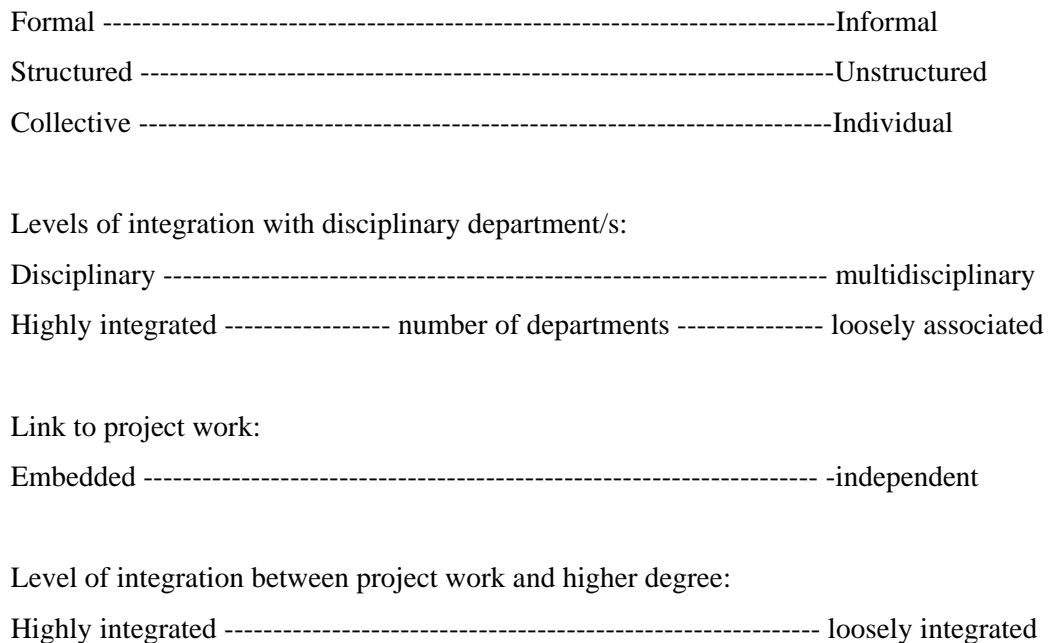 Formal ---------------------------------------------------------------------------Informal
Structured -----------------------------------------------------------------------Unstructured
Collective -----------------------------------------------------------------------Individual
Levels of integration with disciplinary department/s:
Disciplinary -------------------------------------------------------------------- multidisciplinary
Highly integrated ----------------- number of departments --------------- loosely associated
Link to project work:
Embedded --------------------------------------------------------------------- -independent
Level of integration between project work and higher degree:
Highly integrated ------------------------------------------------------------- loosely integrated